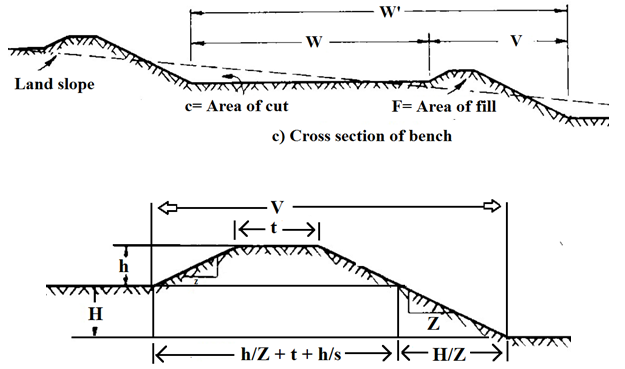 W'
W
V
Land slope
c= Area of cut
F= Area of fill
c) Cross section of bench
V
t
h
z
H
Z
h/Z + t + h/s
H/Z